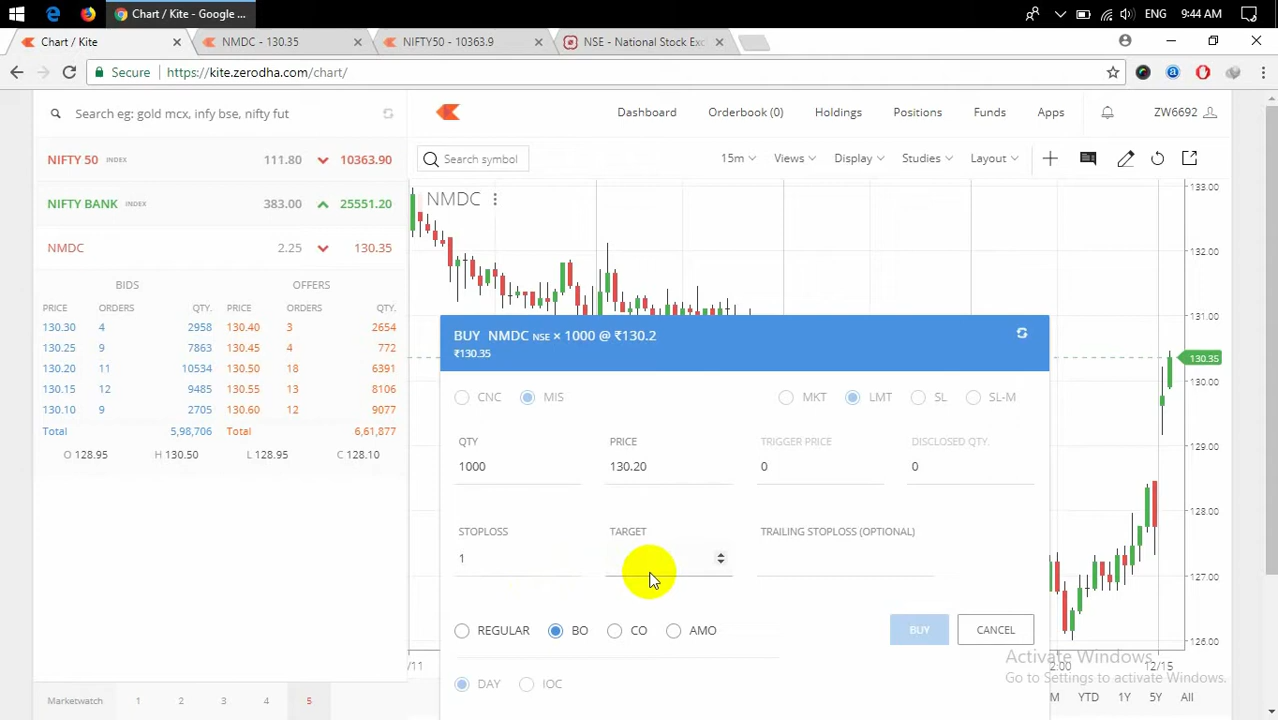 Chart / Kite - Google ...
ENG
9:44 AM
Chart / Kite
NMDC - 130.35
NIFTY50 - 10363.9
NSE - National Stock Exc
Secure
https://kite.zerodha.com/chart/
Search eg: gold mcx, infy bse, nifty fut
Dashboard
Orderbook (0)
Holdings
Positions
Funds
Apps
ZW6692
NIFTY 50 INDEX 111.80 10363.90
Search symbol
15m
Views
Display
Studies
Layout
NIFTY BANK INDEX 383.00 25551.20
NMDC 2.25 130.35
BIDS OFFERS
PRICE ORDERS QTY. PRICE ORDERS QTY.
130.30 4 2958 130.40 3 2654
130.25 9 7863 130.45 4 772
130.20 11 10534 130.50 18 6391
130.15 12 9485 130.55 13 8106
130.10 9 2705 130.60 12 9077
Total 5,98,706 Total 6,61,877
O 128.95 H 130.50 L 128.95 C 128.10
Marketwatch 1 2 3 4 5
NMDC
133.00
132.00
131.00
130.35
130.00
129.00
128.00
127.00
126.00
BUY NMDC NSE × 1000 @ ₹130.2
₹130.35
CNC MIS MKT LMT SL SL-M
QTY PRICE TRIGGER PRICE DISCLOSED QTY.
1000 130.20 0 0
STOPLOSS TARGET TRAILING STOPLOSS (OPTIONAL)
1
REGULAR BO CO AMO BUY CANCEL
DAY IOC
/11
2:00
12/15
Activate Windows
Go to Settings to activate Windows.
M YTD 1Y 5Y All